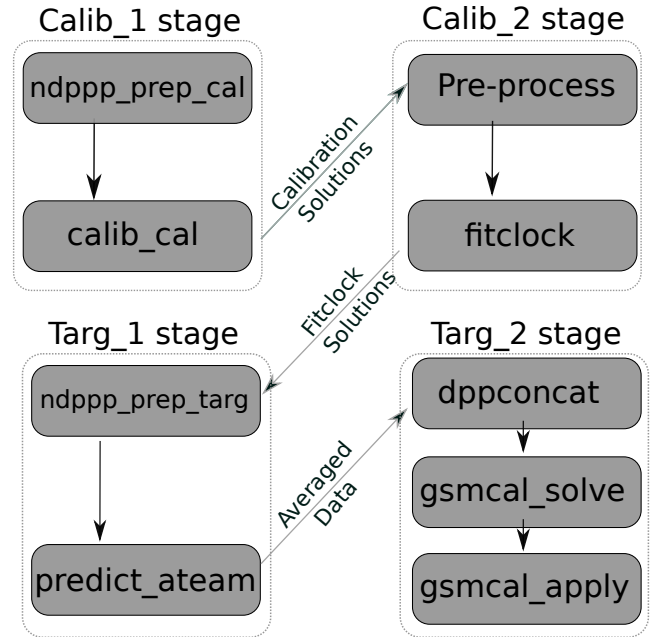 Calib_1 stage
ndppp_prep_cal
calib_cal
Calibration
Solutions
Calib_2 stage
Pre-process
fitclock
Fitclock
Solutions
Targ_1 stage
ndppp_prep_targ
predict_ateam
Averaged
Data
Targ_2 stage
dppconcat
gsmcal_solve
gsmcal_apply